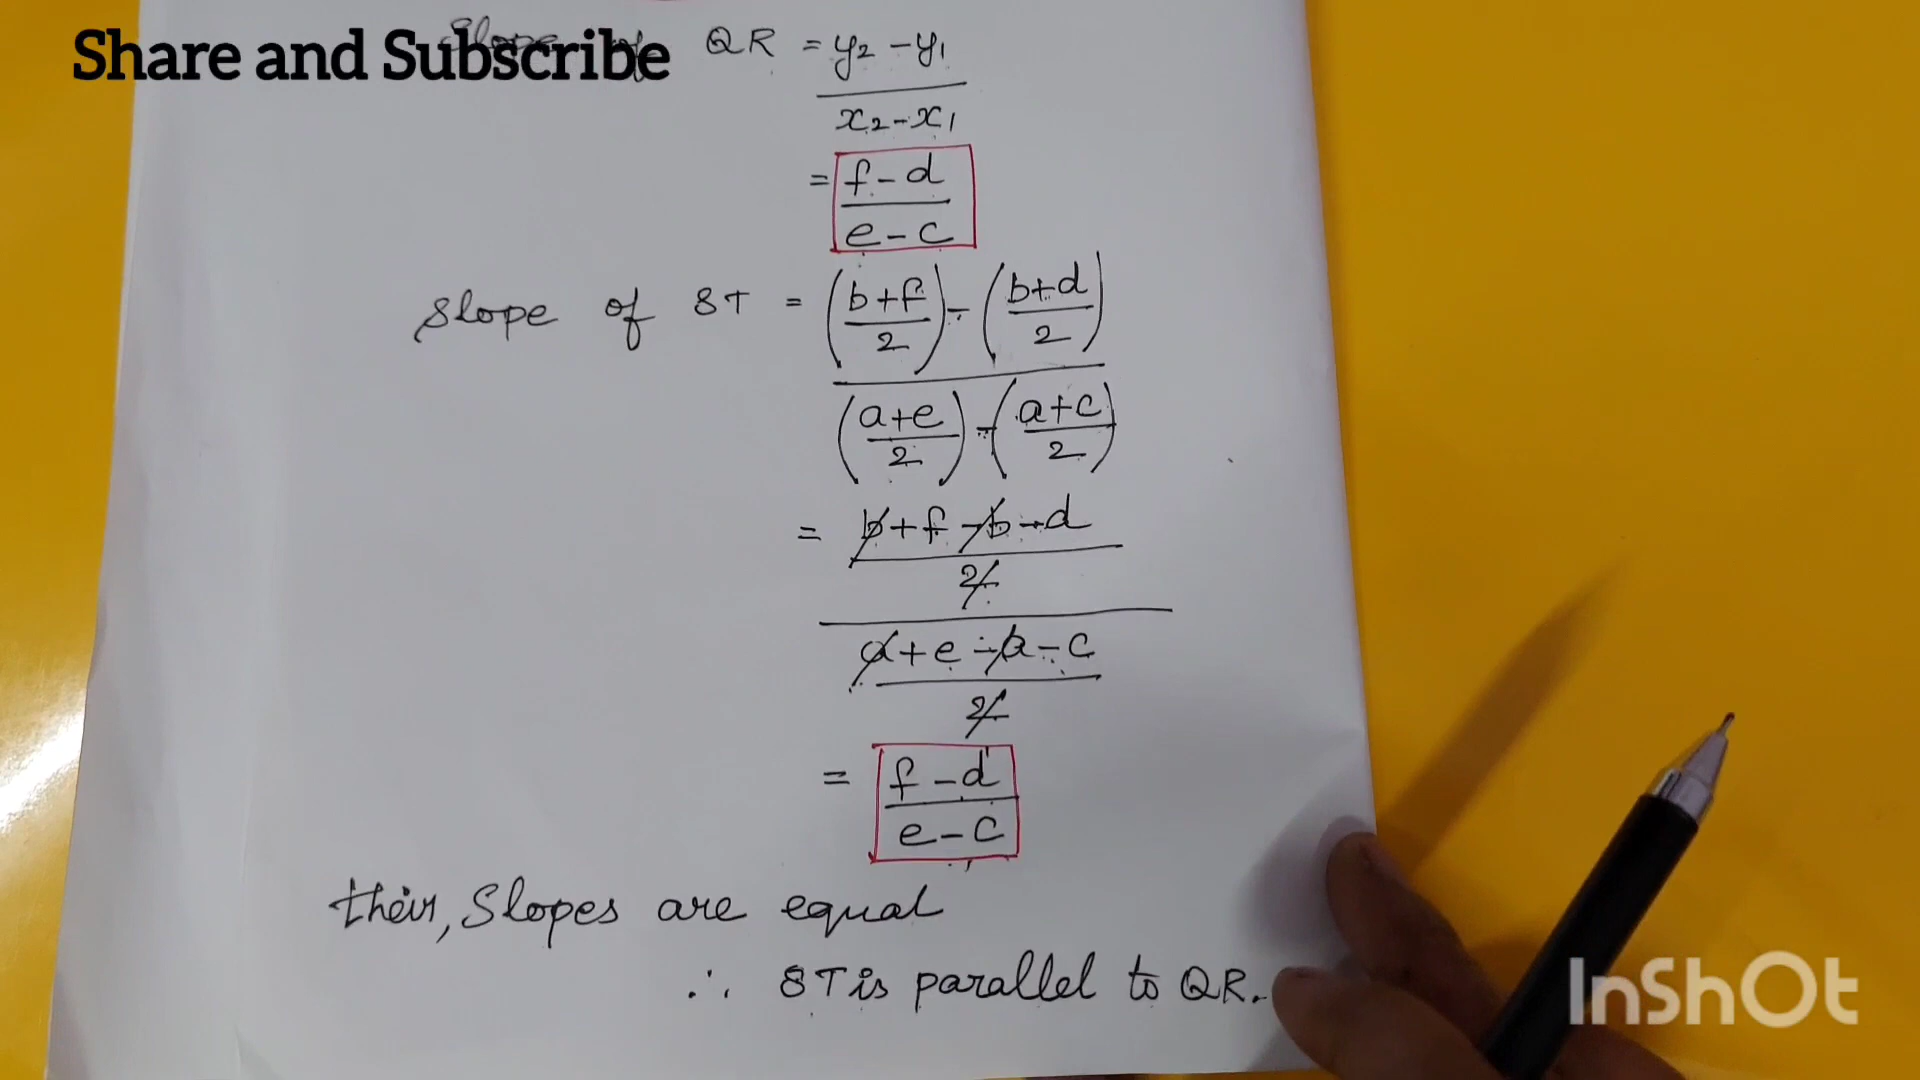 Share and Subscribe
Slope of QR = y₂ - y₁
x₂ - x₁
= f - d
e - c
Slope of ST = (b+f/2) - (b+d/2)
(a+e/2) - (a+c/2)
= b + f - b - d
2
a + e - a - c
2
= f - d
e - c
their, Slopes are equal
∴ ST is parallel to QR.
InShOt